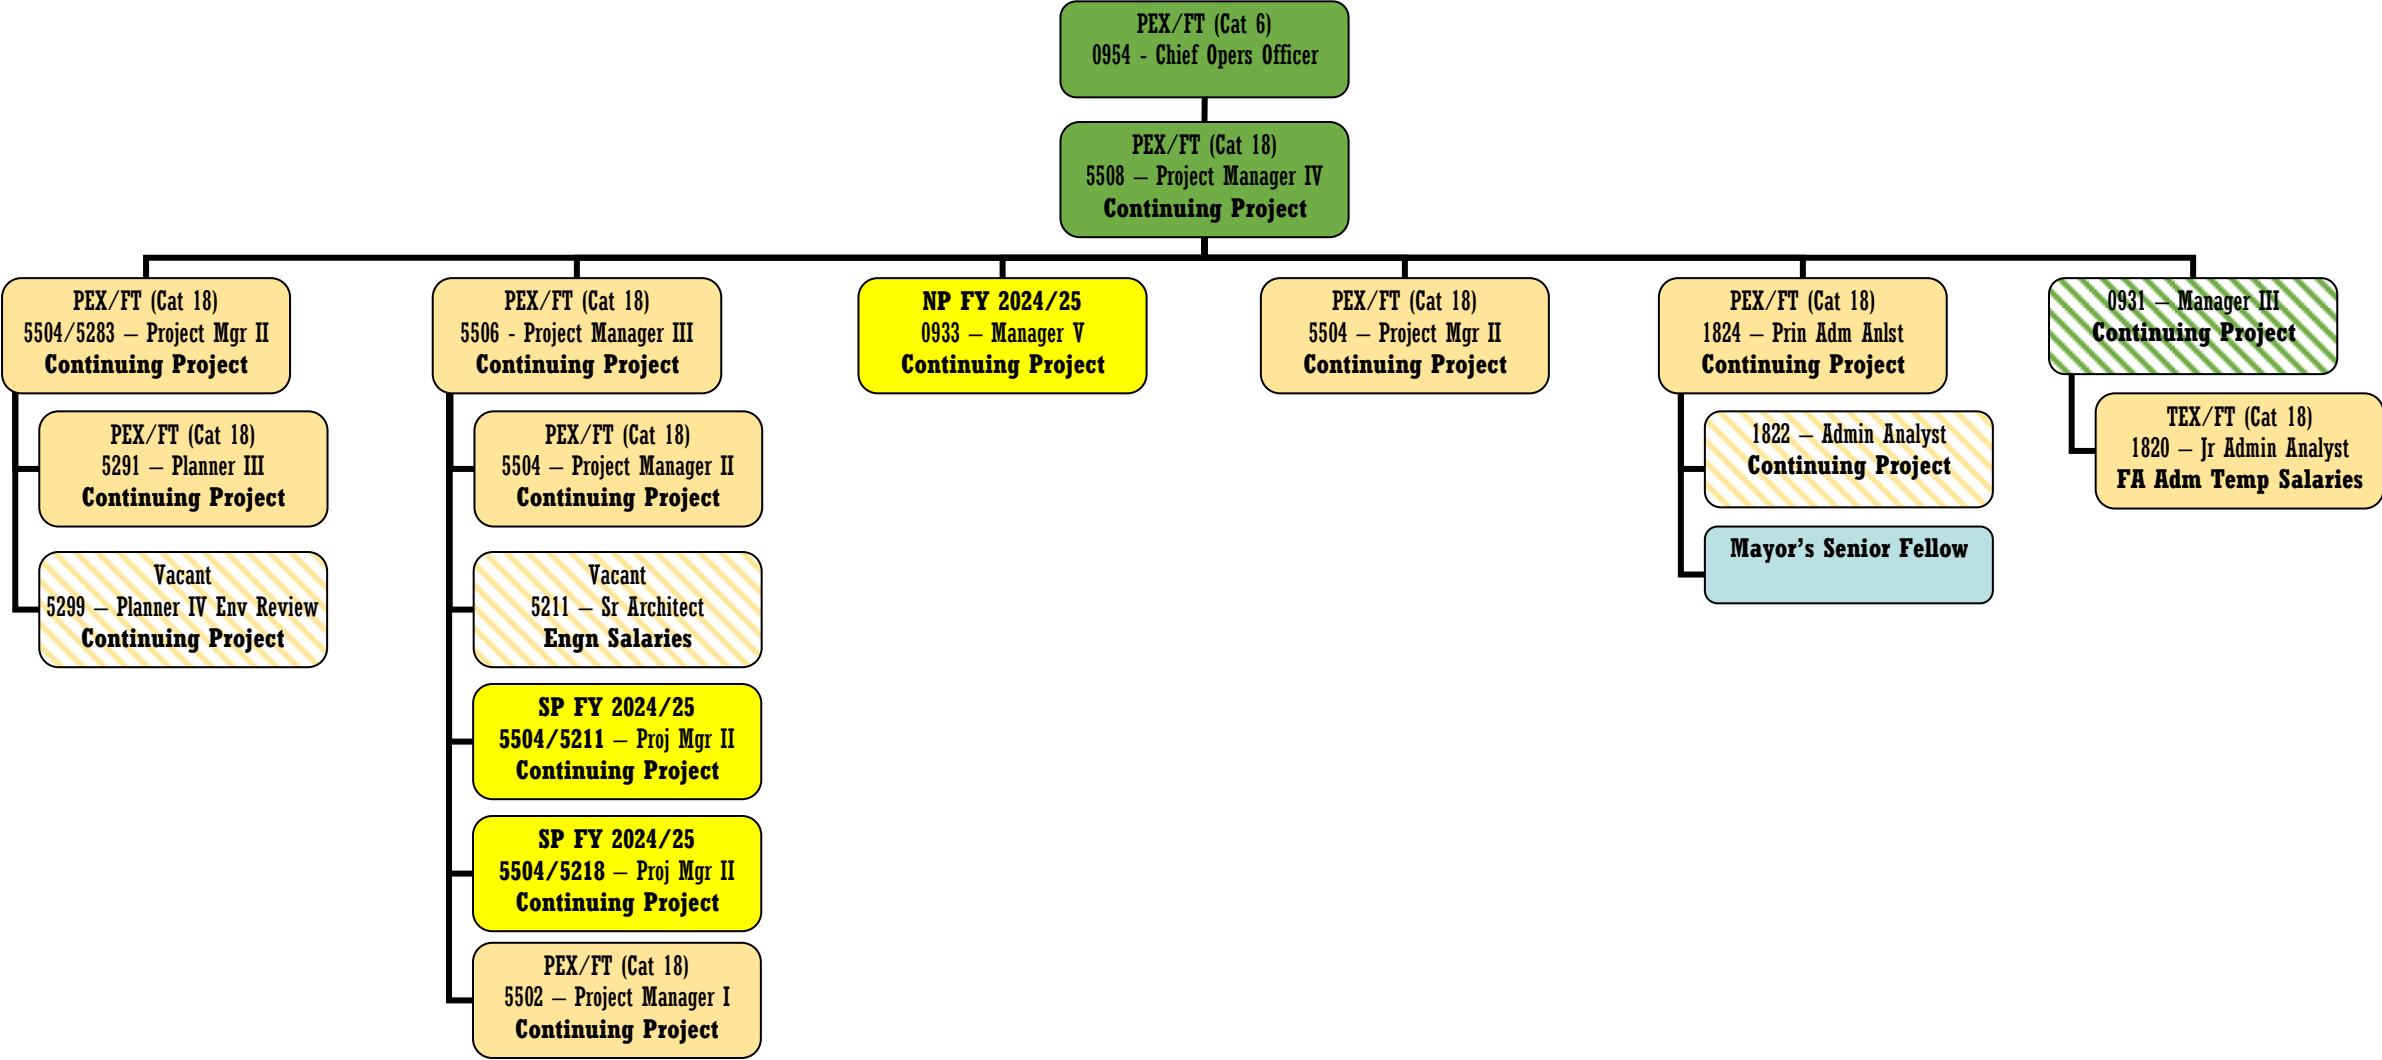 PEX/FT (Cat 6)
0954 - Chief Opers Officer
PEX/FT (Cat 18)
5508 – Project Manager IV
Continuing Project
PEX/FT (Cat 18)
5504/5283 – Project Mgr II
Continuing Project
PEX/FT (Cat 18)
5291 – Planner III
Continuing Project
Vacant
5299 – Planner IV Env Review
Continuing Project
PEX/FT (Cat 18)
5506 - Project Manager III
Continuing Project
PEX/FT (Cat 18)
5504 – Project Manager II
Continuing Project
Vacant
5211 – Sr Architect
Engn Salaries
SP FY 2024/25
5504/5211 – Proj Mgr II
Continuing Project
SP FY 2024/25
5504/5218 – Proj Mgr II
Continuing Project
PEX/FT (Cat 18)
5502 – Project Manager I
Continuing Project
NP FY 2024/25
0933 – Manager V
Continuing Project
PEX/FT (Cat 18)
5504 – Project Mgr II
Continuing Project
PEX/FT (Cat 18)
1824 – Prin Adm Anlst
Continuing Project
1822 – Admin Analyst
Continuing Project
Mayor’s Senior Fellow
0931 – Manager III
Continuing Project
TEX/FT (Cat 18)
1820 – Jr Admin Analyst
FA Adm Temp Salaries